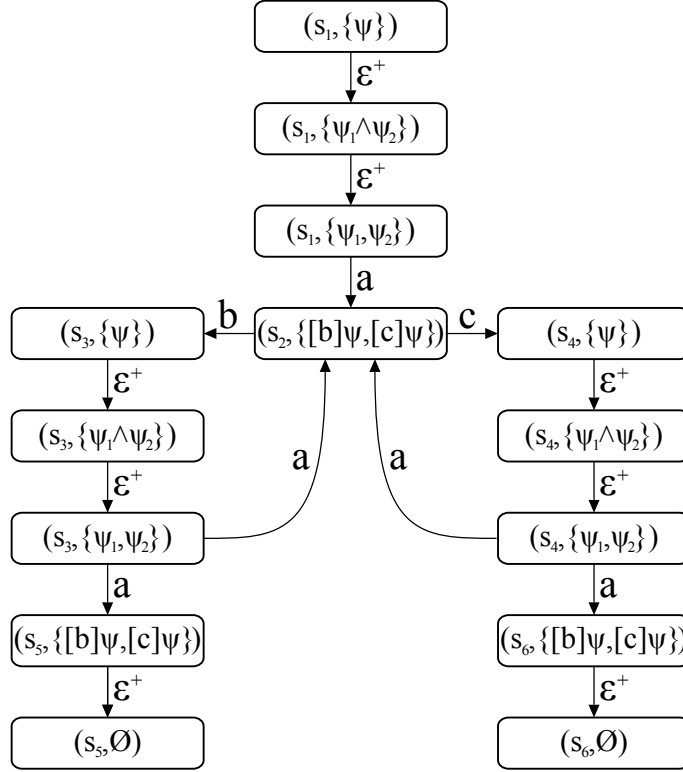 (s₁,{ψ})
ε⁺
(s₁,{ψ₁∧ψ₂})
ε⁺
(s₁,{ψ₁,ψ₂})
a
(s₃,{ψ}) b (s₂,{[b]ψ,[c]ψ}) c (s₄,{ψ})
ε⁺ ε⁺
(s₃,{ψ₁∧ψ₂}) (s₄,{ψ₁∧ψ₂})
a a
ε⁺ ε⁺
(s₃,{ψ₁,ψ₂}) (s₄,{ψ₁,ψ₂})
a a
(s₅,{[b]ψ,[c]ψ}) (s₆,{[b]ψ,[c]ψ})
ε⁺ ε⁺
(s₅,Ø) (s₆,Ø)